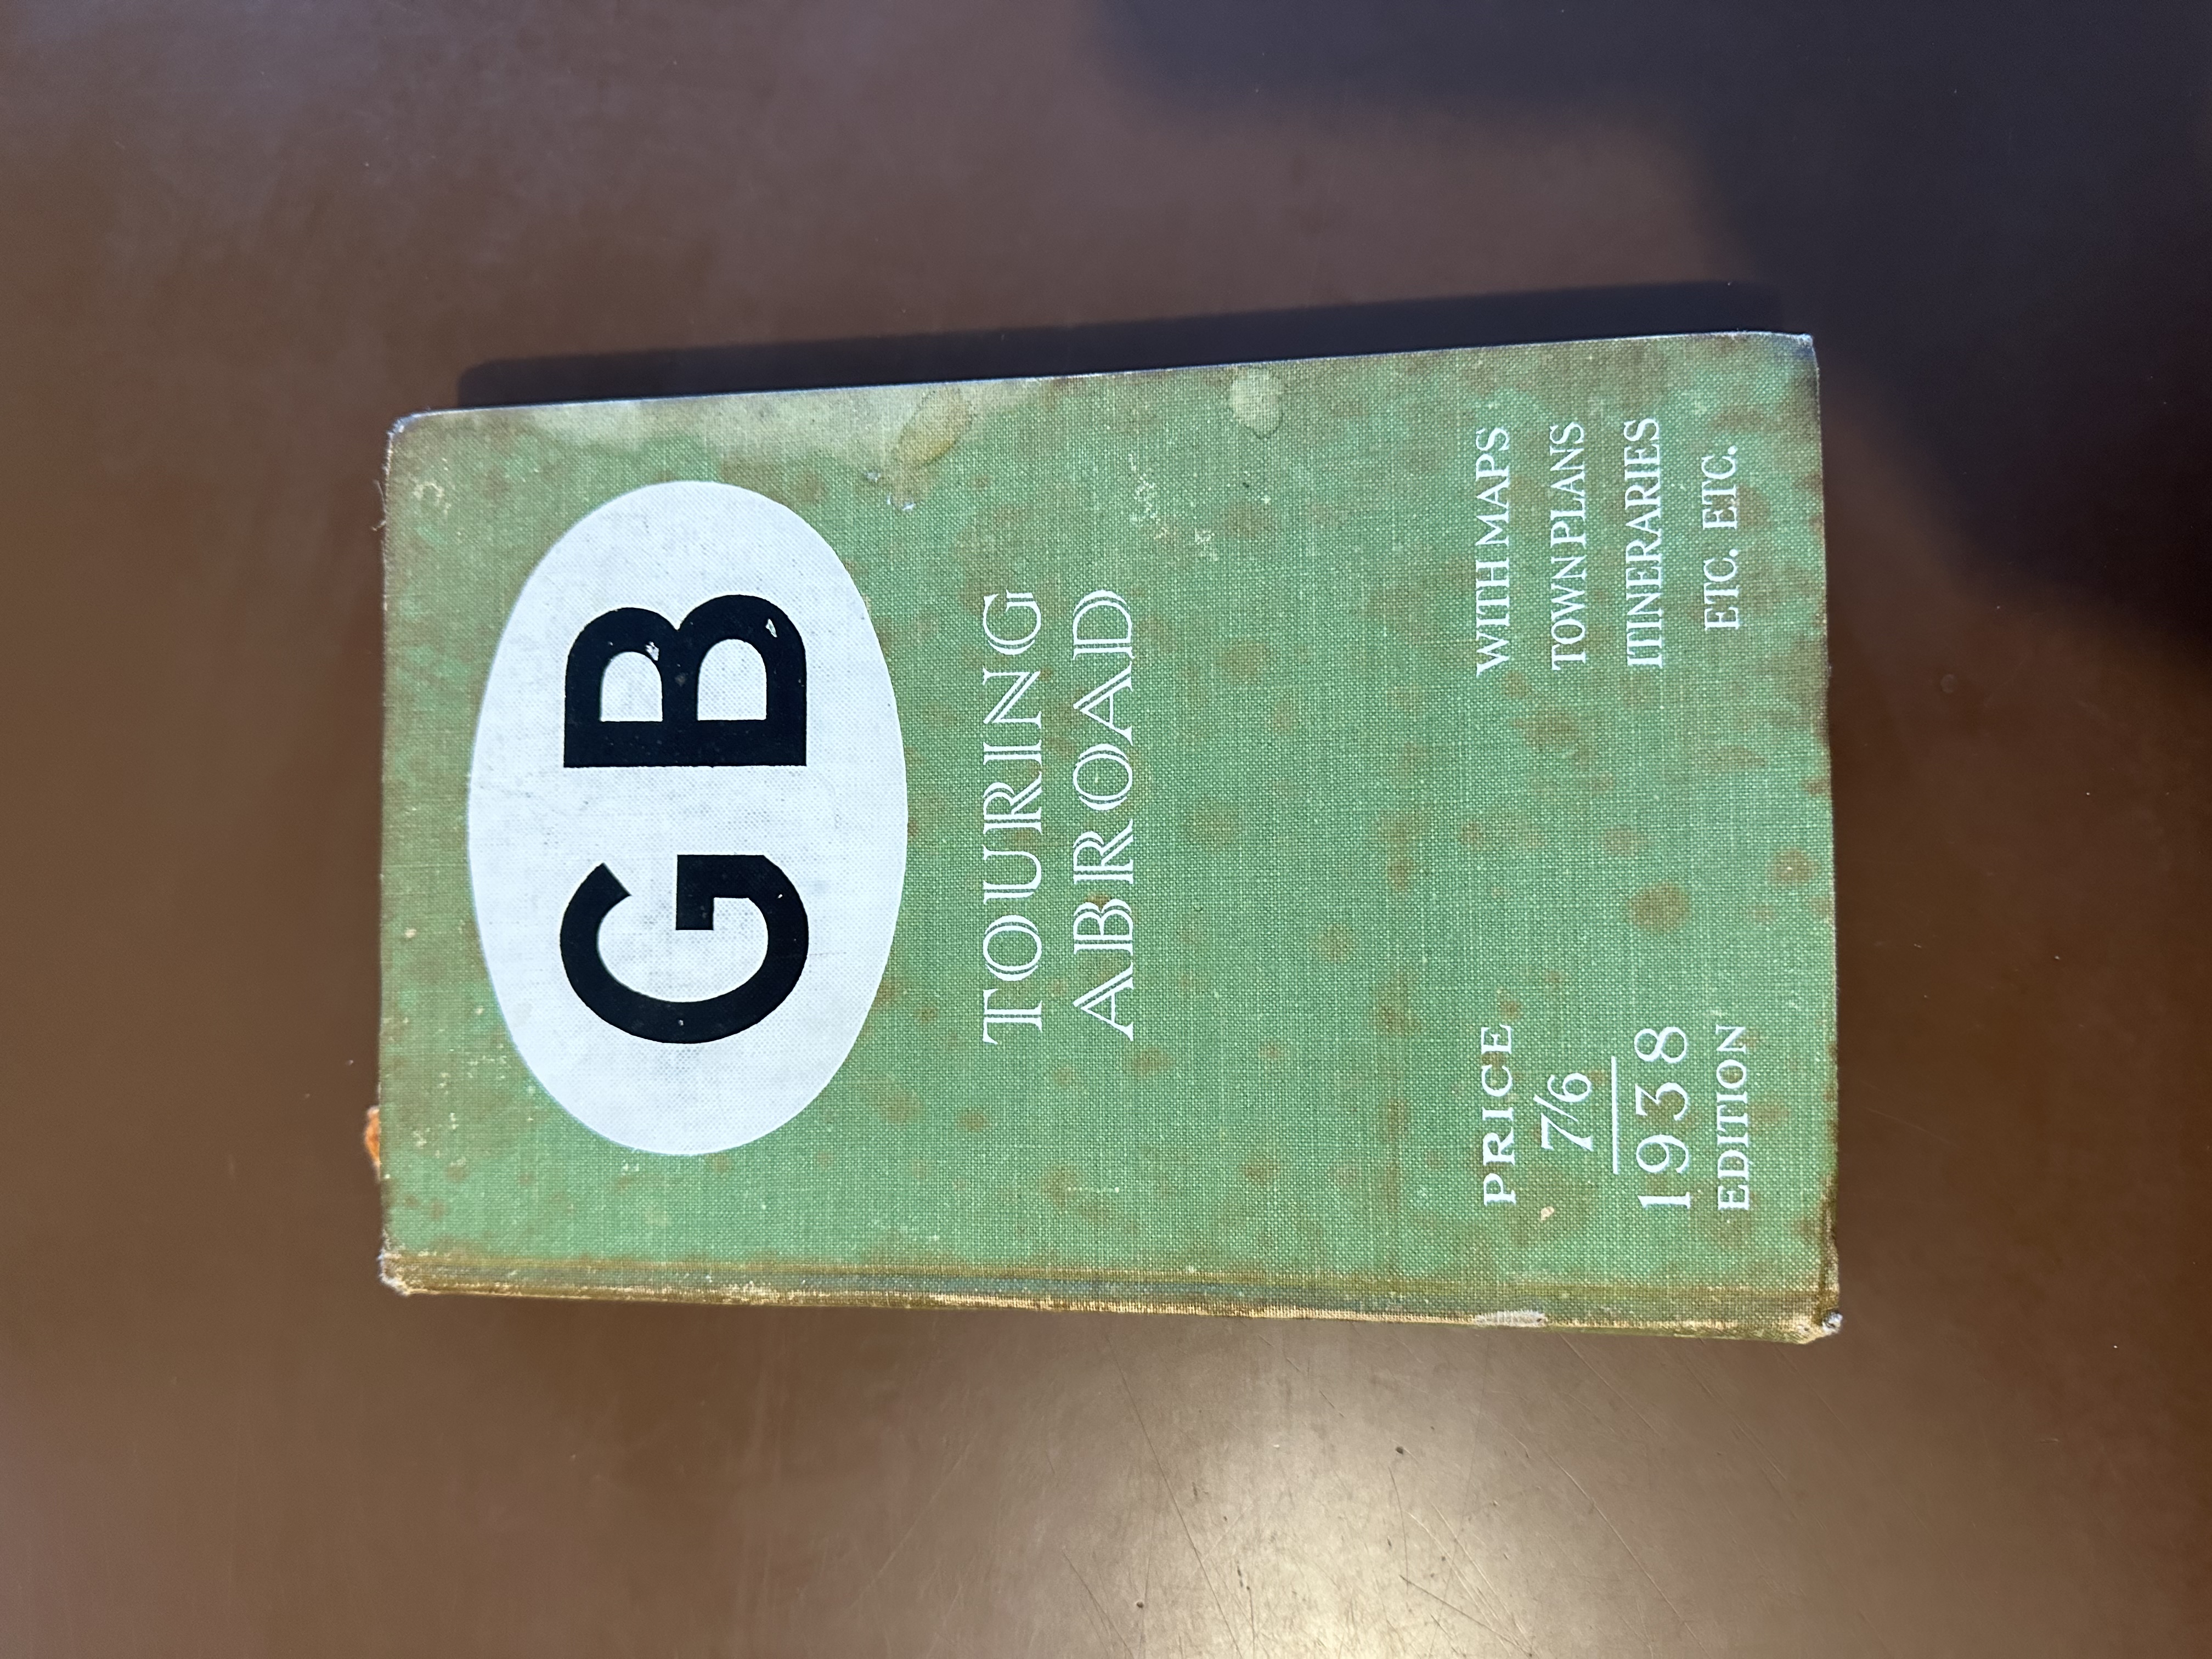 GB
TOURING
ABROAD
PRICE
7/6
1938
EDITION
WITH MAPS
TOWN PLANS
ITINERARIES
ETC. ETC.